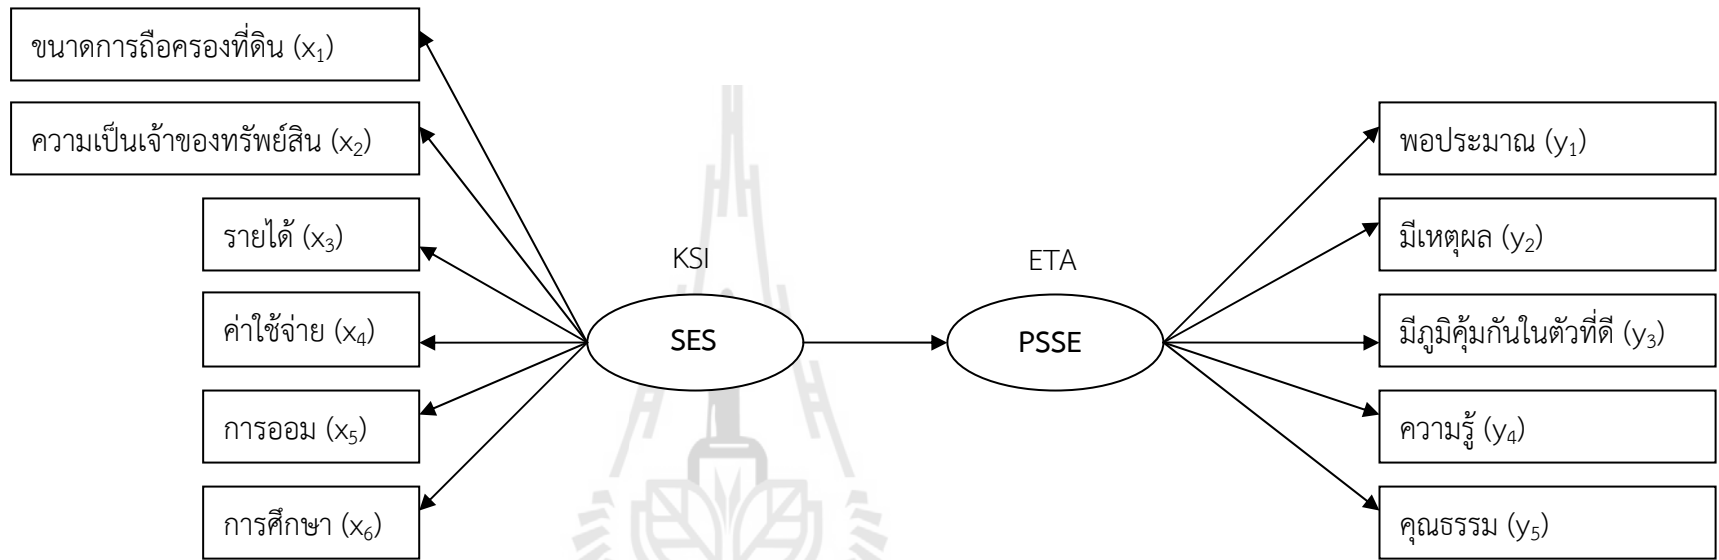 ขนาดการถือครองที่ดิน (x₁)
ความเป็นเจ้าของทรัพย์สิน (x₂)
รายได้ (x₃)
ค่าใช้จ่าย (x₄)
การออม (x₅)
การศึกษา (x₆)
KSI
SES
ETA
PSSE
พอประมาณ (y₁)
มีเหตุผล (y₂)
มีภูมิคุ้มกันในตัวที่ดี (y₃)
ความรู้ (y₄)
คุณธรรม (y₅)